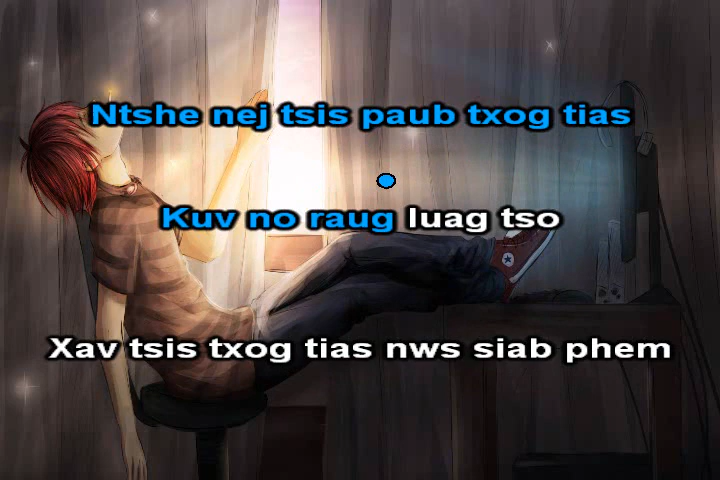 Ntshe nej tsis paub txog tias
Kuv no raug luag tso
Xav tsis txog tias nws siab phem